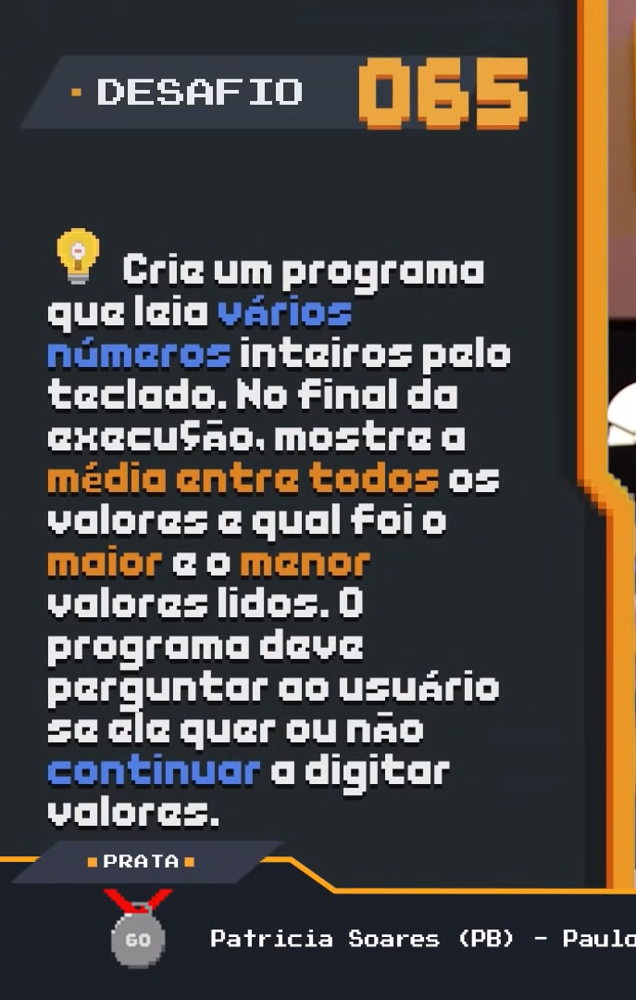 DESAFIO 065
Crie um programa
que leia vários
números inteiros pelo
teclado. No final da
execução, mostre a
média entre todos os
valores e qual foi o
maior e o menor
valores lidos. O
programa deve
perguntar ao usuário
se ele quer ou não
continuar a digitar
valores.
PRATA
GO
Patricia Soares (PB) - Paulo